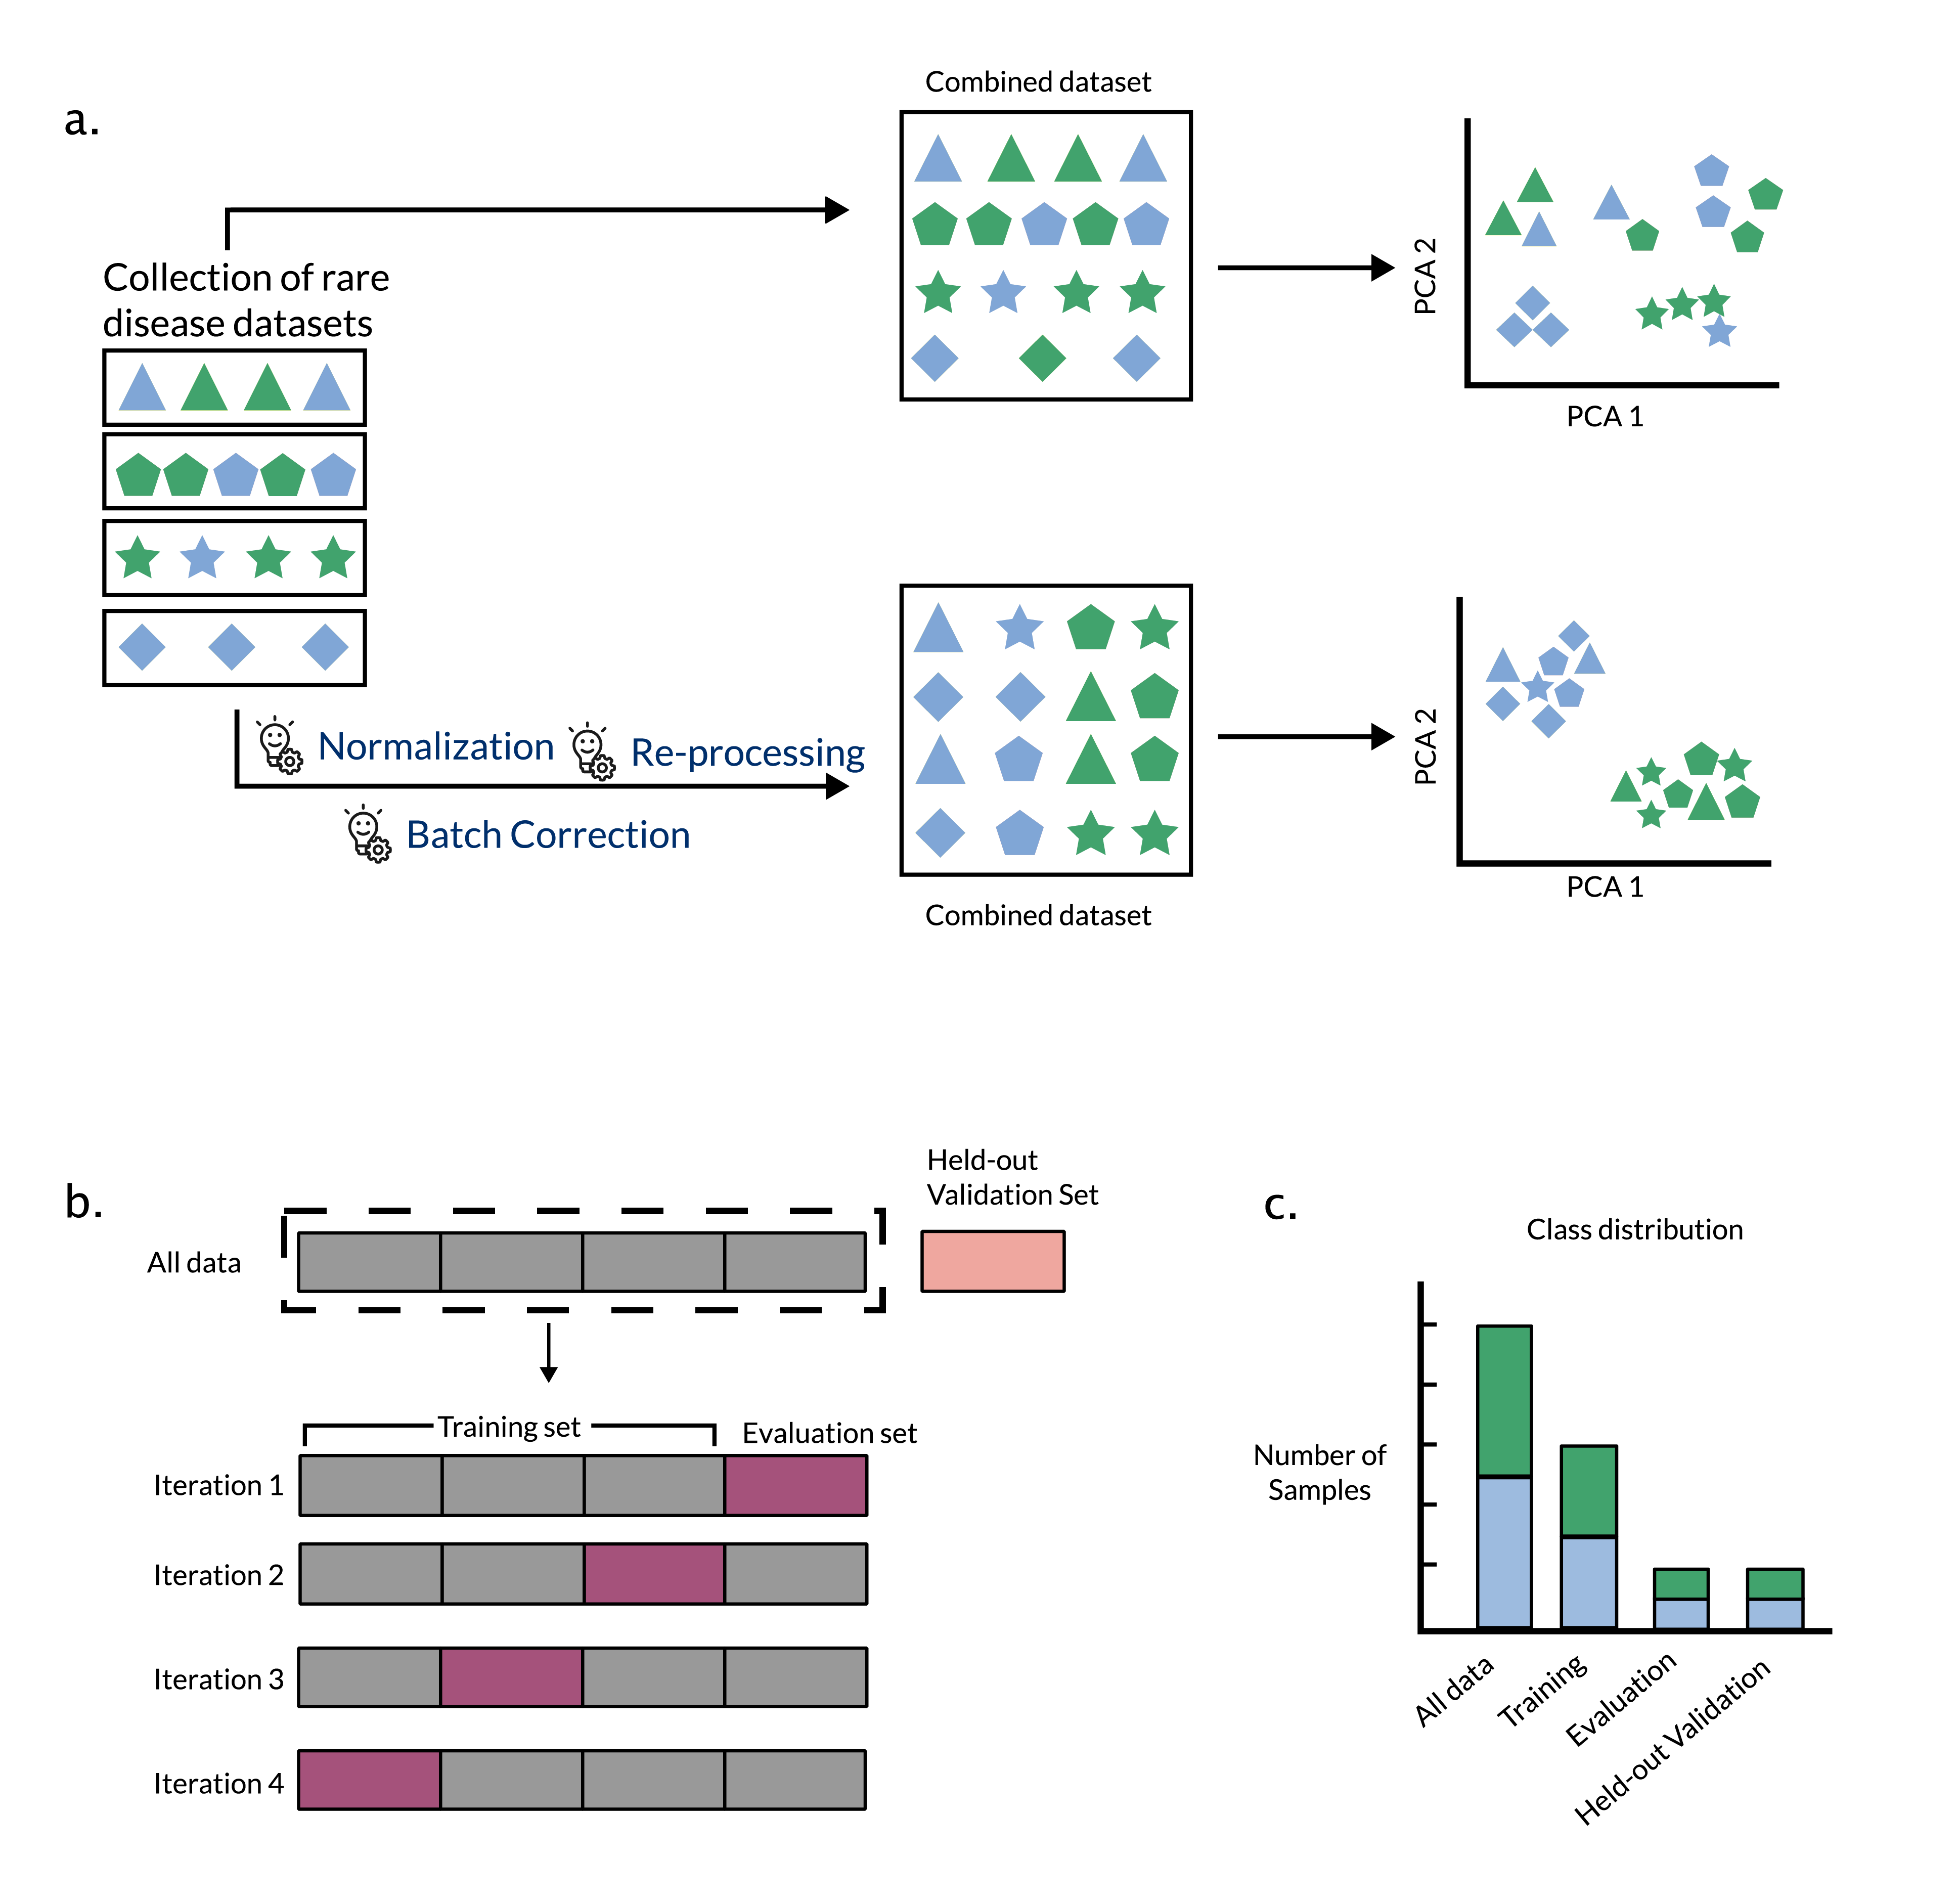 a.
Combined dataset
PCA 2
PCA 1
Collection of rare
disease datasets
Normalization
Re-processing
Batch Correction
Combined dataset
PCA 2
PCA 1
b.
All data
Held-out
Validation Set
Training set
Evaluation set
Iteration 1
Iteration 2
Iteration 3
Iteration 4
c.
Class distribution
Number of
Samples
All data
Training
Evaluation
Held-out Validation